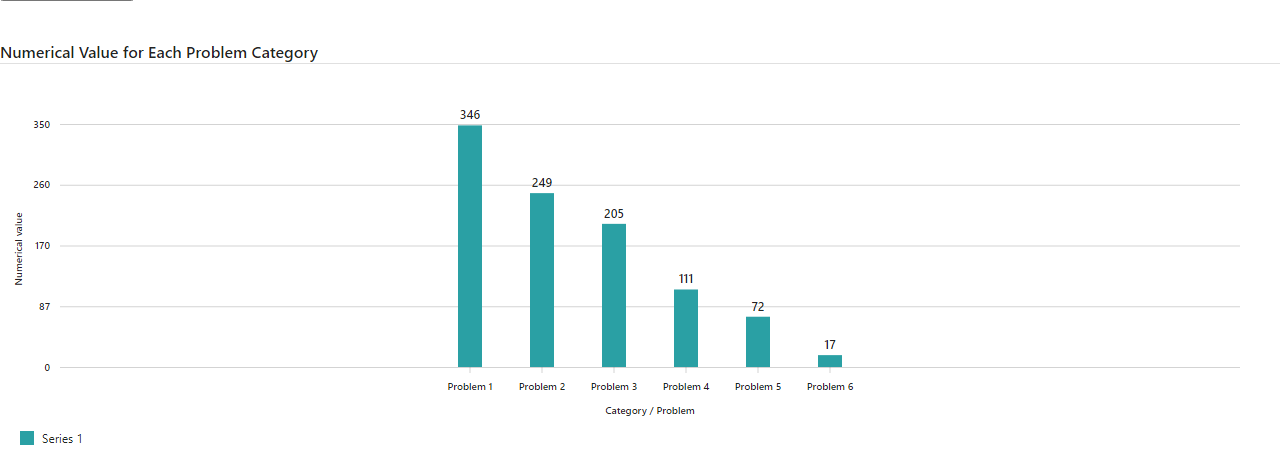 Numerical Value for Each Problem Category
346
350
249
260
205
170
Numerical value
111
87
72
17
0
Problem 1 Problem 2 Problem 3 Problem 4 Problem 5 Problem 6
Category / Problem
Series 1